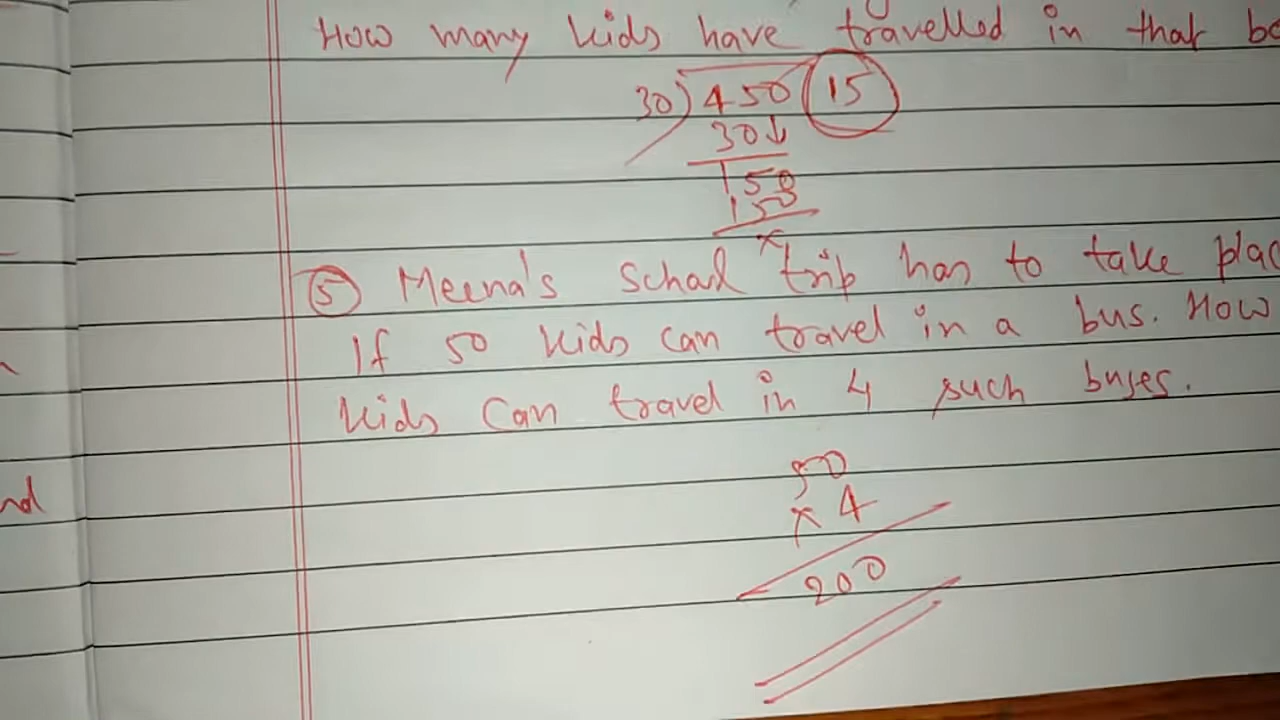 How many kids have travelled in that
30) 450 (15
30↓
150
150
x
⑤ Meena's School trip has to take plac
If 50 kids can travel in a bus. How
kids can travel in 4 such buses.
50
x 4
200
nd